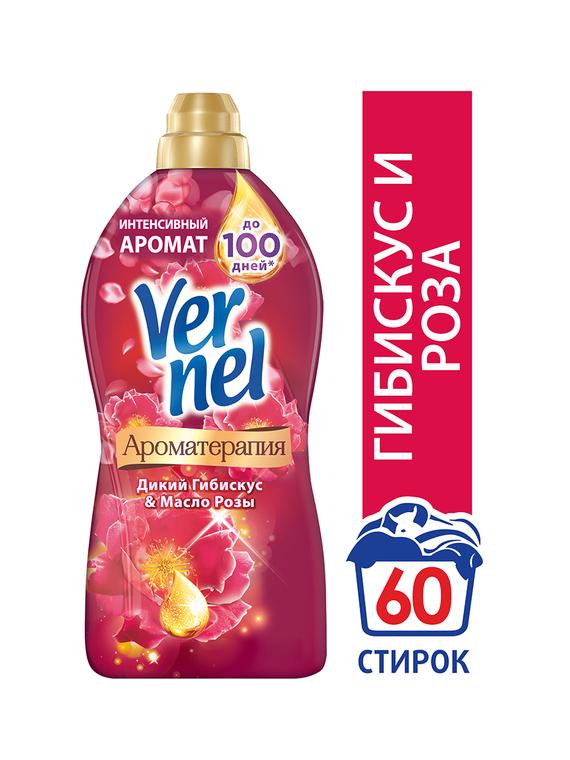 ИНТЕНСИВНЫЙ
АРОМАТ
до
100
дней*
Ver
nel
Ароматерапия
Дикий Гибискус
& Масло Розы
ГИБИСКУС И
РОЗА
60
СТИРОК